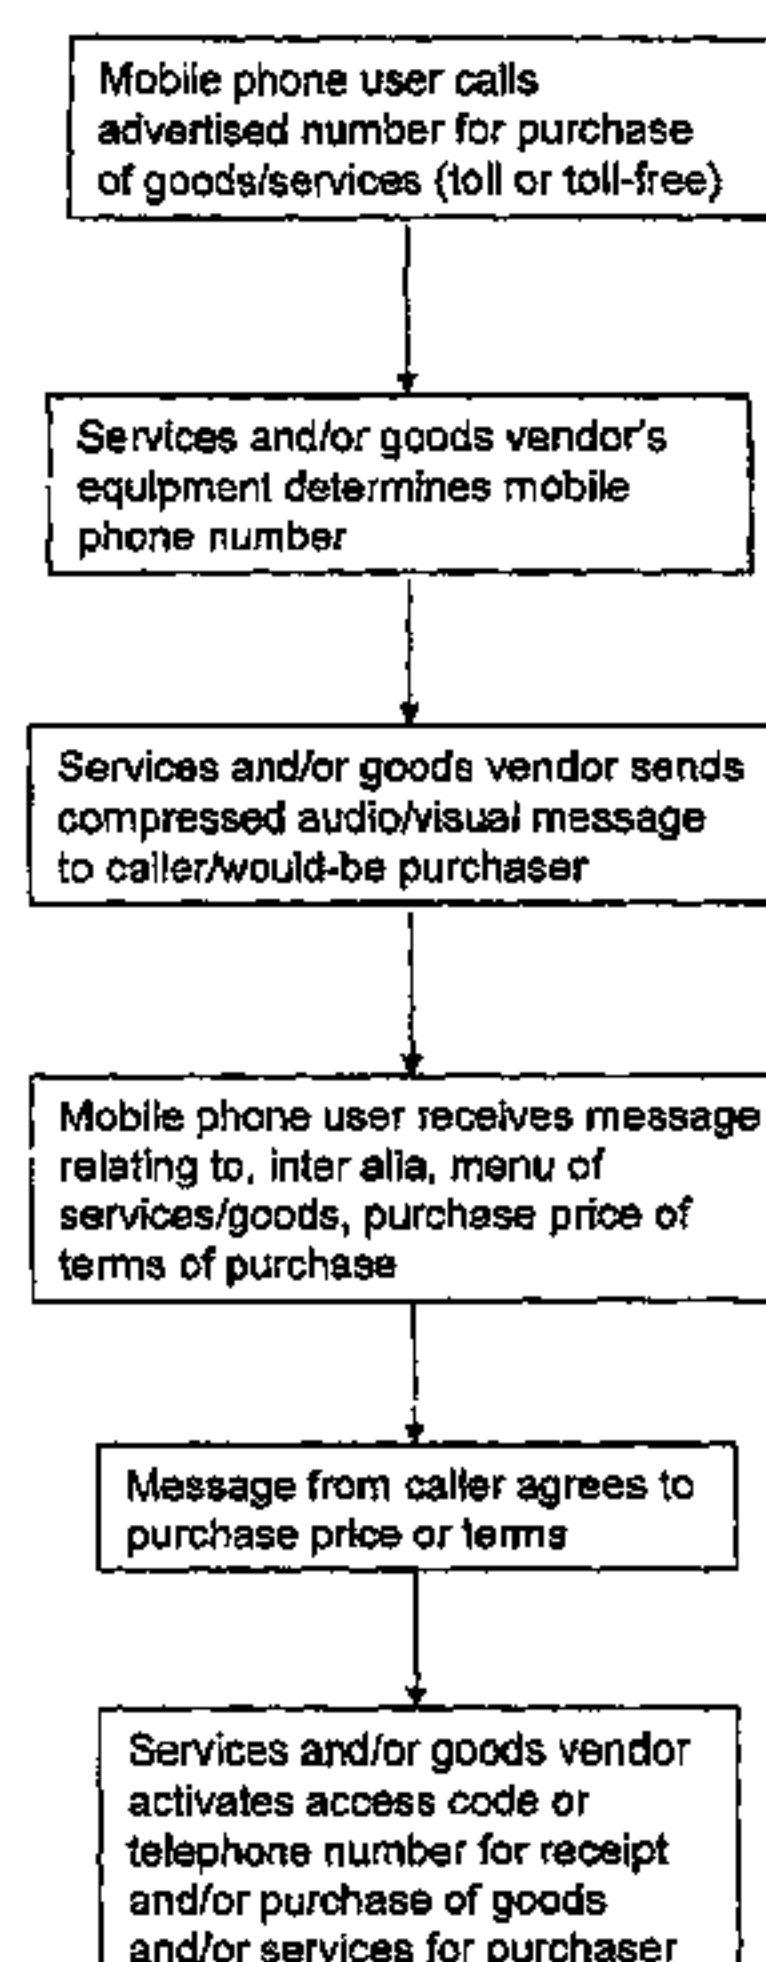 Mobile phone user calls
advertised number for purchase
of goods/services (toll or toll-free)
Services and/or goods vendor's
equipment determines mobile
phone number
Services and/or goods vendor sends
compressed audio/visual message
to caller/would-be purchaser
Mobile phone user receives message
relating to, inter alia, menu of
services/goods, purchase price of
terms of purchase
Message from caller agrees to
purchase price or terms
Services and/or goods vendor
activates access code or
telephone number for receipt
and/or purchase of goods
and/or services for purchaser